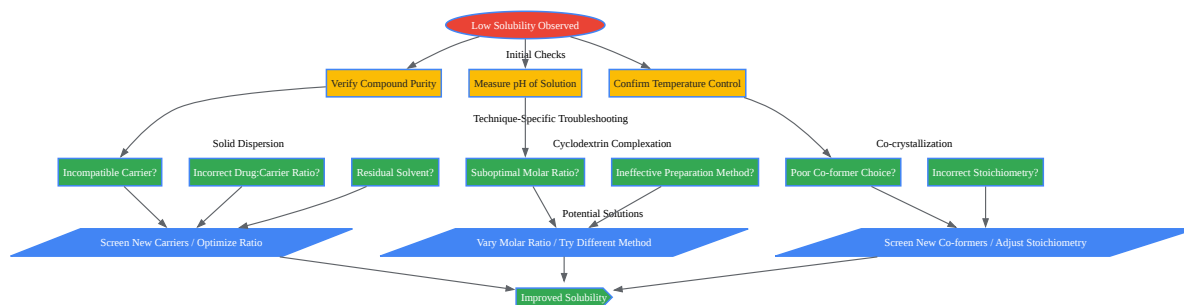 Low Solubility Observed
Initial Checks
Verify Compound Purity
Measure pH of Solution
Confirm Temperature Control
Technique-Specific Troubleshooting
Solid Dispersion
Cyclodextrin Complexation
Co-crystallization
Incompatible Carrier?
Incorrect Drug:Carrier Ratio?
Residual Solvent?
Suboptimal Molar Ratio?
Ineffective Preparation Method?
Poor Co-former Choice?
Incorrect Stoichiometry?
Potential Solutions
Screen New Carriers / Optimize Ratio
Vary Molar Ratio / Try Different Method
Screen New Co-formers / Adjust Stoichiometry
Improved Solubility